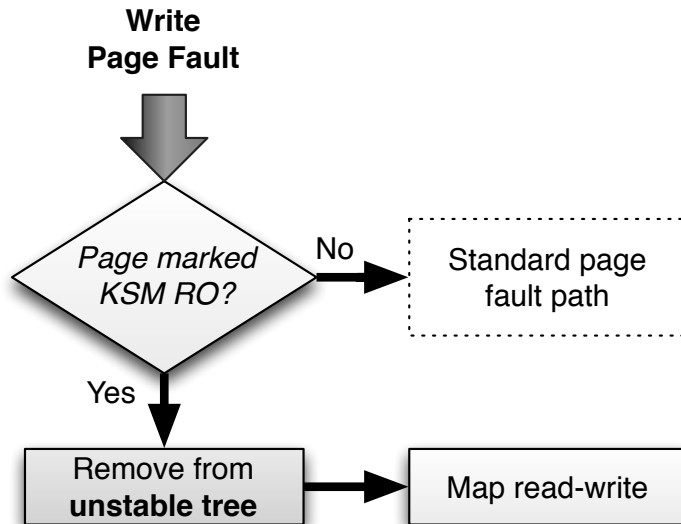 Write
Page Fault
Page marked
KSM RO?
No
Standard page
fault path
Yes
Remove from
unstable tree
Map read-write